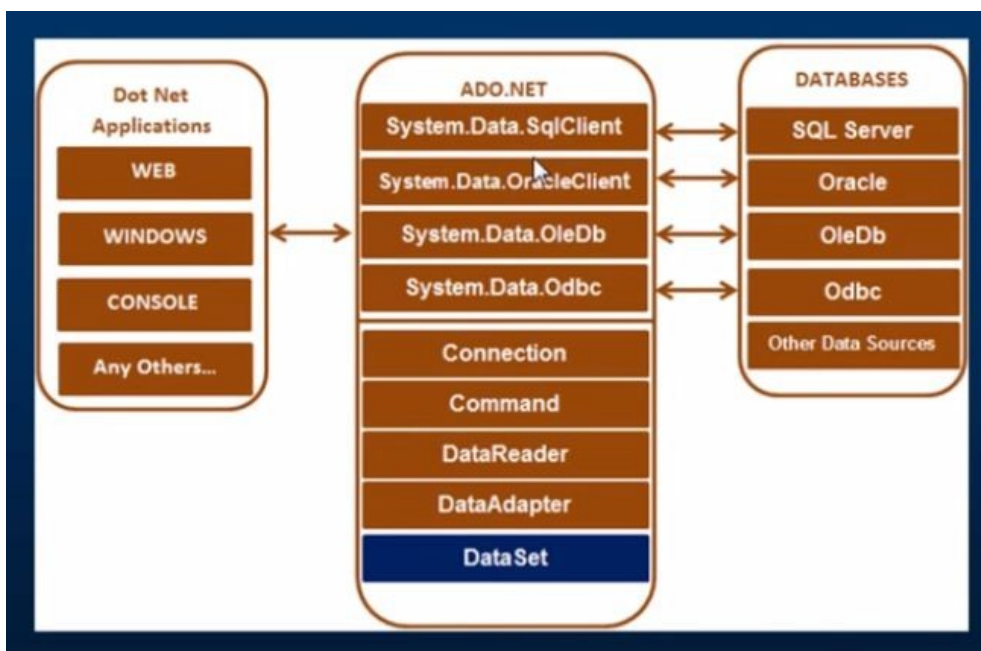 Dot Net
Applications
WEB
WINDOWS
CONSOLE
Any Others...
ADO.NET
System.Data.SqlClient
System.Data.OracleClient
System.Data.OleDb
System.Data.Odbc
Connection
Command
DataReader
DataAdapter
DataSet
DATABASES
SQL Server
Oracle
OleDb
Odbc
Other Data Sources